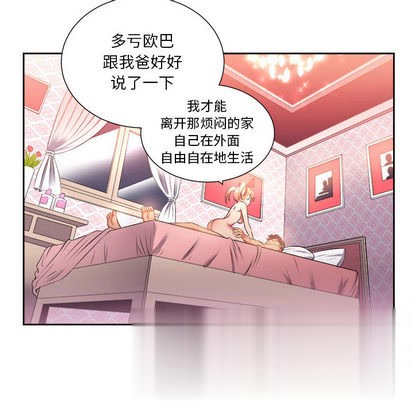 多亏欧巴
跟我爸好好
说了一下
我才能
离开那烦闷的家
自己在外面
自由自在地生活